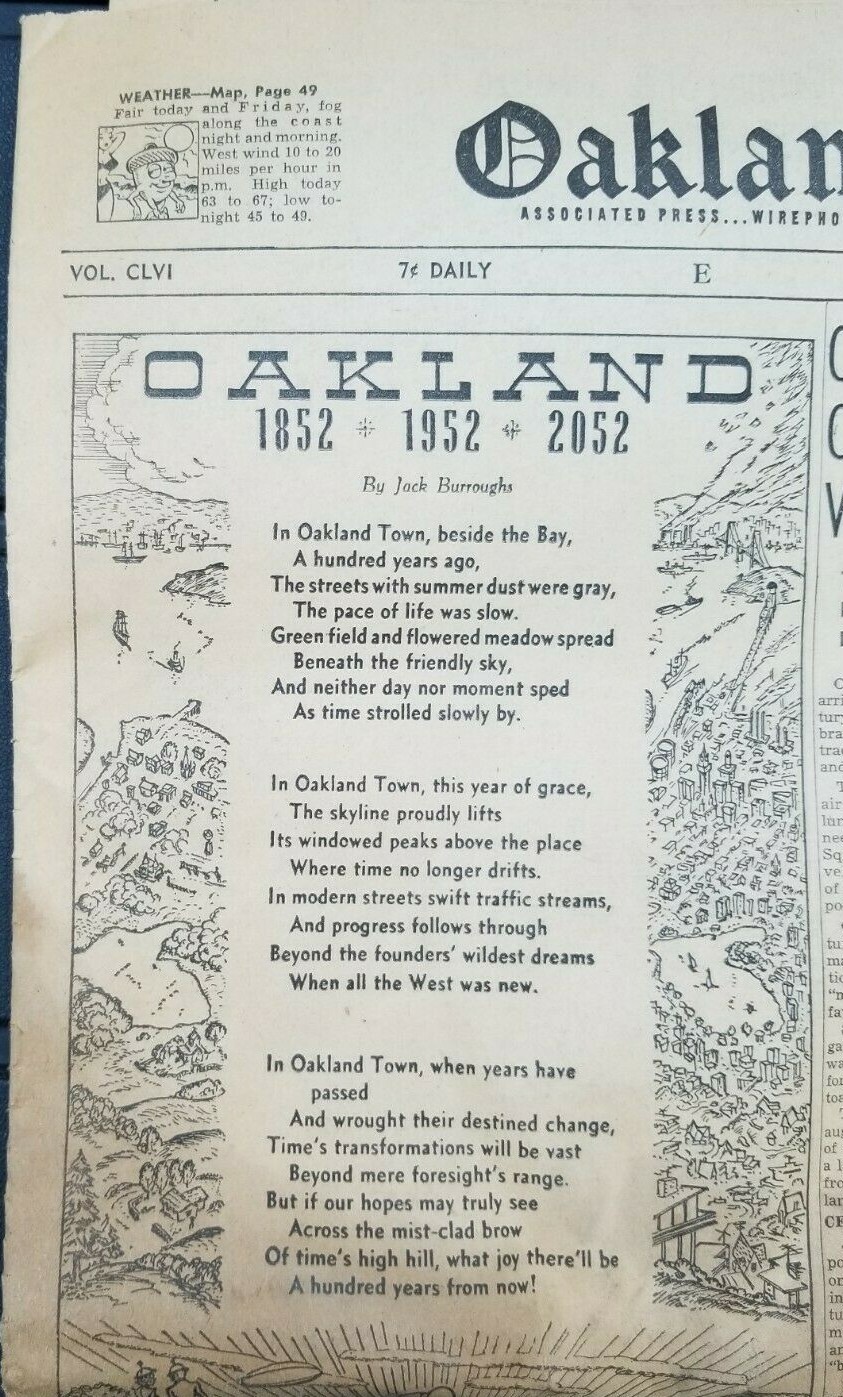 WEATHER—Map, Page 49
Fair today and Friday, fog
along the coast
night and morning.
West wind 10 to 20
miles per hour in
p.m. High today
63 to 67; low to-
night 45 to 49.
Oaklan
ASSOCIATED PRESS...WIREPHO
VOL. CLVI 7¢ DAILY E
OAKLAND
1852 * 1952 * 2052
By Jack Burroughs
In Oakland Town, beside the Bay,
A hundred years ago,
The streets with summer dust were gray,
The pace of life was slow.
Green field and flowered meadow spread
Beneath the friendly sky,
And neither day nor moment sped
As time strolled slowly by.
In Oakland Town, this year of grace,
The skyline proudly lifts
Its windowed peaks above the place
Where time no longer drifts.
In modern streets swift traffic streams,
And progress follows through
Beyond the founders' wildest dreams
When all the West was new.
In Oakland Town, when years have
passed
And wrought their destined change,
Time's transformations will be vast
Beyond mere foresight's range.
But if our hopes may truly see
Across the mist-clad brow
Of time's high hill, what joy there'll be
A hundred years from now!